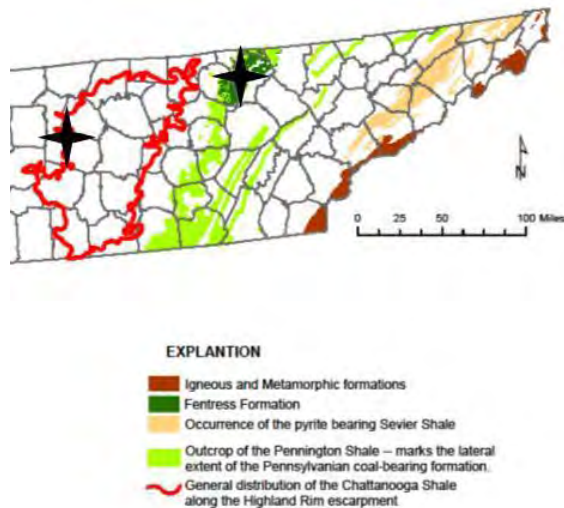 N
0 25 50 100 Miles
EXPLANTION
Igneous and Metamorphic formations
Fentress Formation
Occurrence of the pyrite bearing Sevier Shale
Outcrop of the Pennington Shale -- marks the lateral
extent of the Pennsylvanian coal-bearing formation.
General distribution of the Chattanooga Shale
along the Highland Rim escarpment